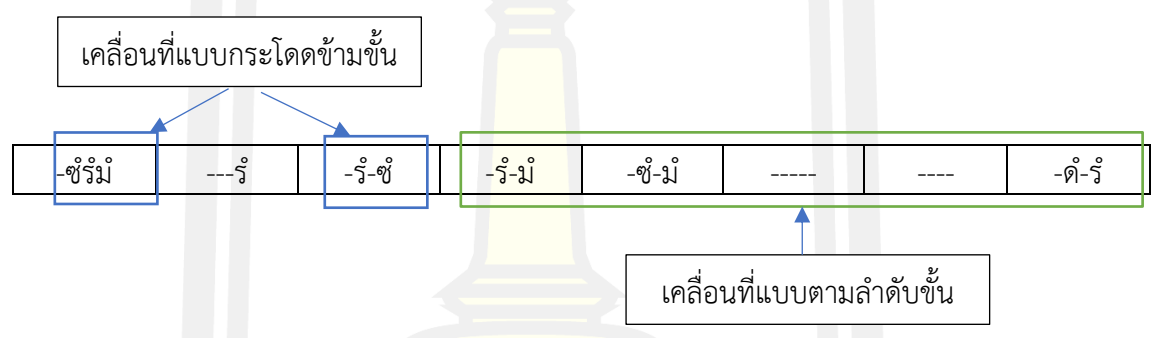 เคลื่อนที่แบบกระโดดข้ามขั้น
-ซํรํมํ ---รํ -รํ-ซํ -รํ-มํ -ซํ-มํ ----- ---- -ดํ-รํ
เคลื่อนที่แบบตามลำดับขั้น